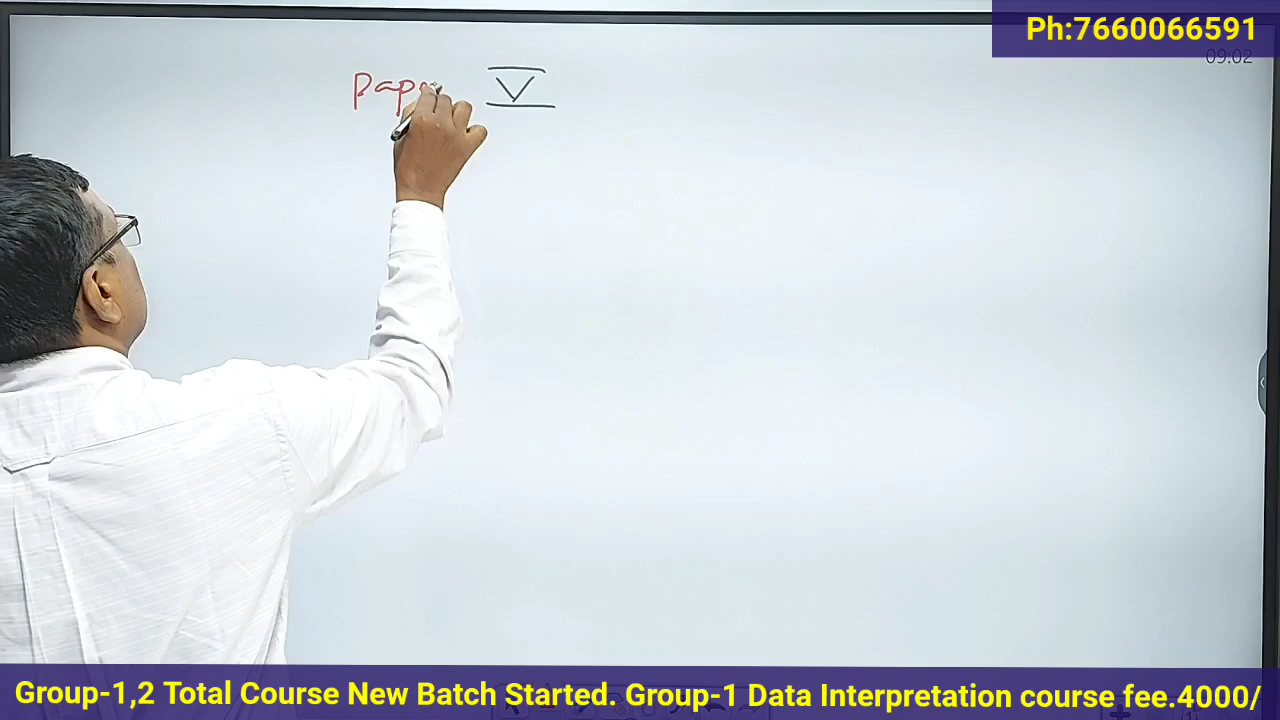 Ph:7660066591
09:02
pape V
Group-1,2 Total Course New Batch Started. Group-1 Data Interpretation course fee.4000/